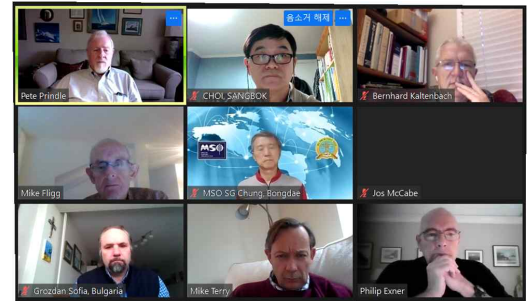 음소거 해제
Pete Prindle
CHOI, SANGBOK
Bernhard Kaltenbach
Mike Fligg
MSO
MSO SG Chung, Bongdae
Jos McCabe
Grozdan Sofia, Bulgaria
Mike Terry
Philip Exner